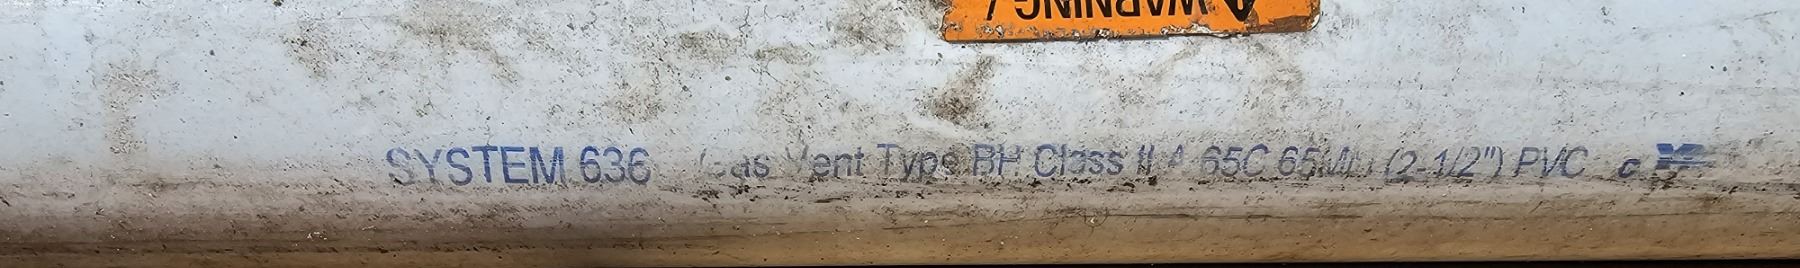 WARNING
SYSTEM 636 Gas Vent Type BH Class II A 65C 65MM (2-1/2") PVC c